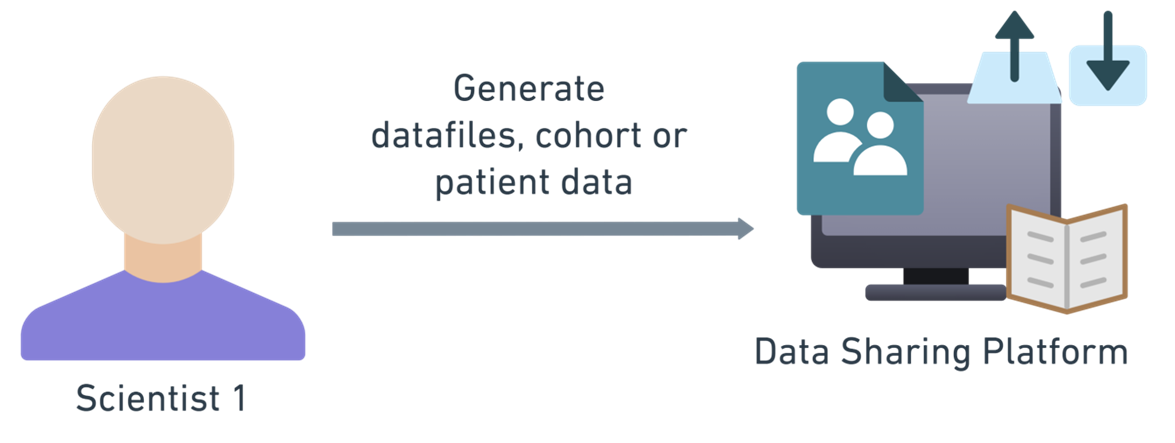 Generate
datafiles, cohort or
patient data
Data Sharing Platform
Scientist 1